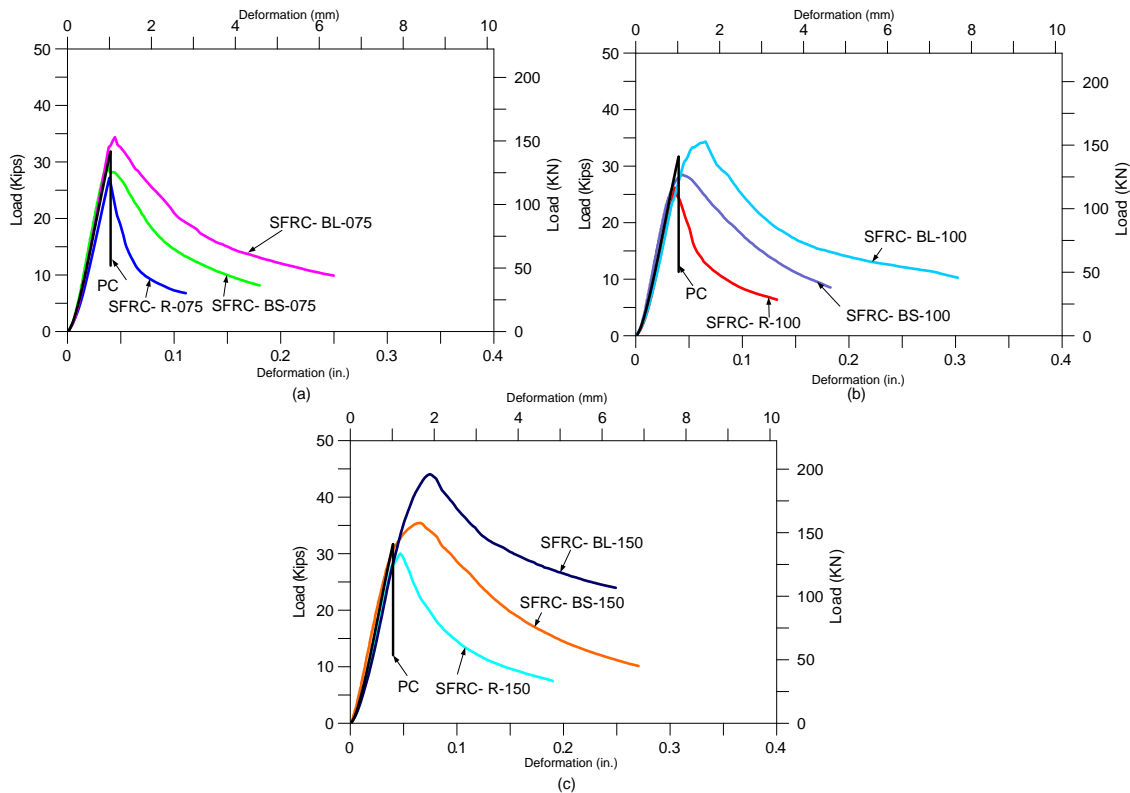 Deformation (mm)
0 2 4 6 8 10
50
40
30
20
10
0
Load (Kips)
200
150
100
50
0
Load (KN)
SFRC- BL-075
PC
SFRC- R-075
SFRC- BS-075
0 0.1 0.2 0.3 0.4
Deformation (in.)
(a)
Deformation (mm)
0 2 4 6 8 10
50
40
30
20
10
0
Load (Kips)
200
150
100
50
0
Load (KN)
SFRC- BL-100
PC
SFRC- BS-100
SFRC- R-100
0 0.1 0.2 0.3 0.4
Deformation (in.)
(b)
Deformation (mm)
0 2 4 6 8 10
50
40
30
20
10
0
Load (Kips)
200
150
100
50
0
Load (KN)
SFRC- BL-150
SFRC- BS-150
PC
SFRC- R-150
0 0.1 0.2 0.3 0.4
Deformation (in.)
(c)